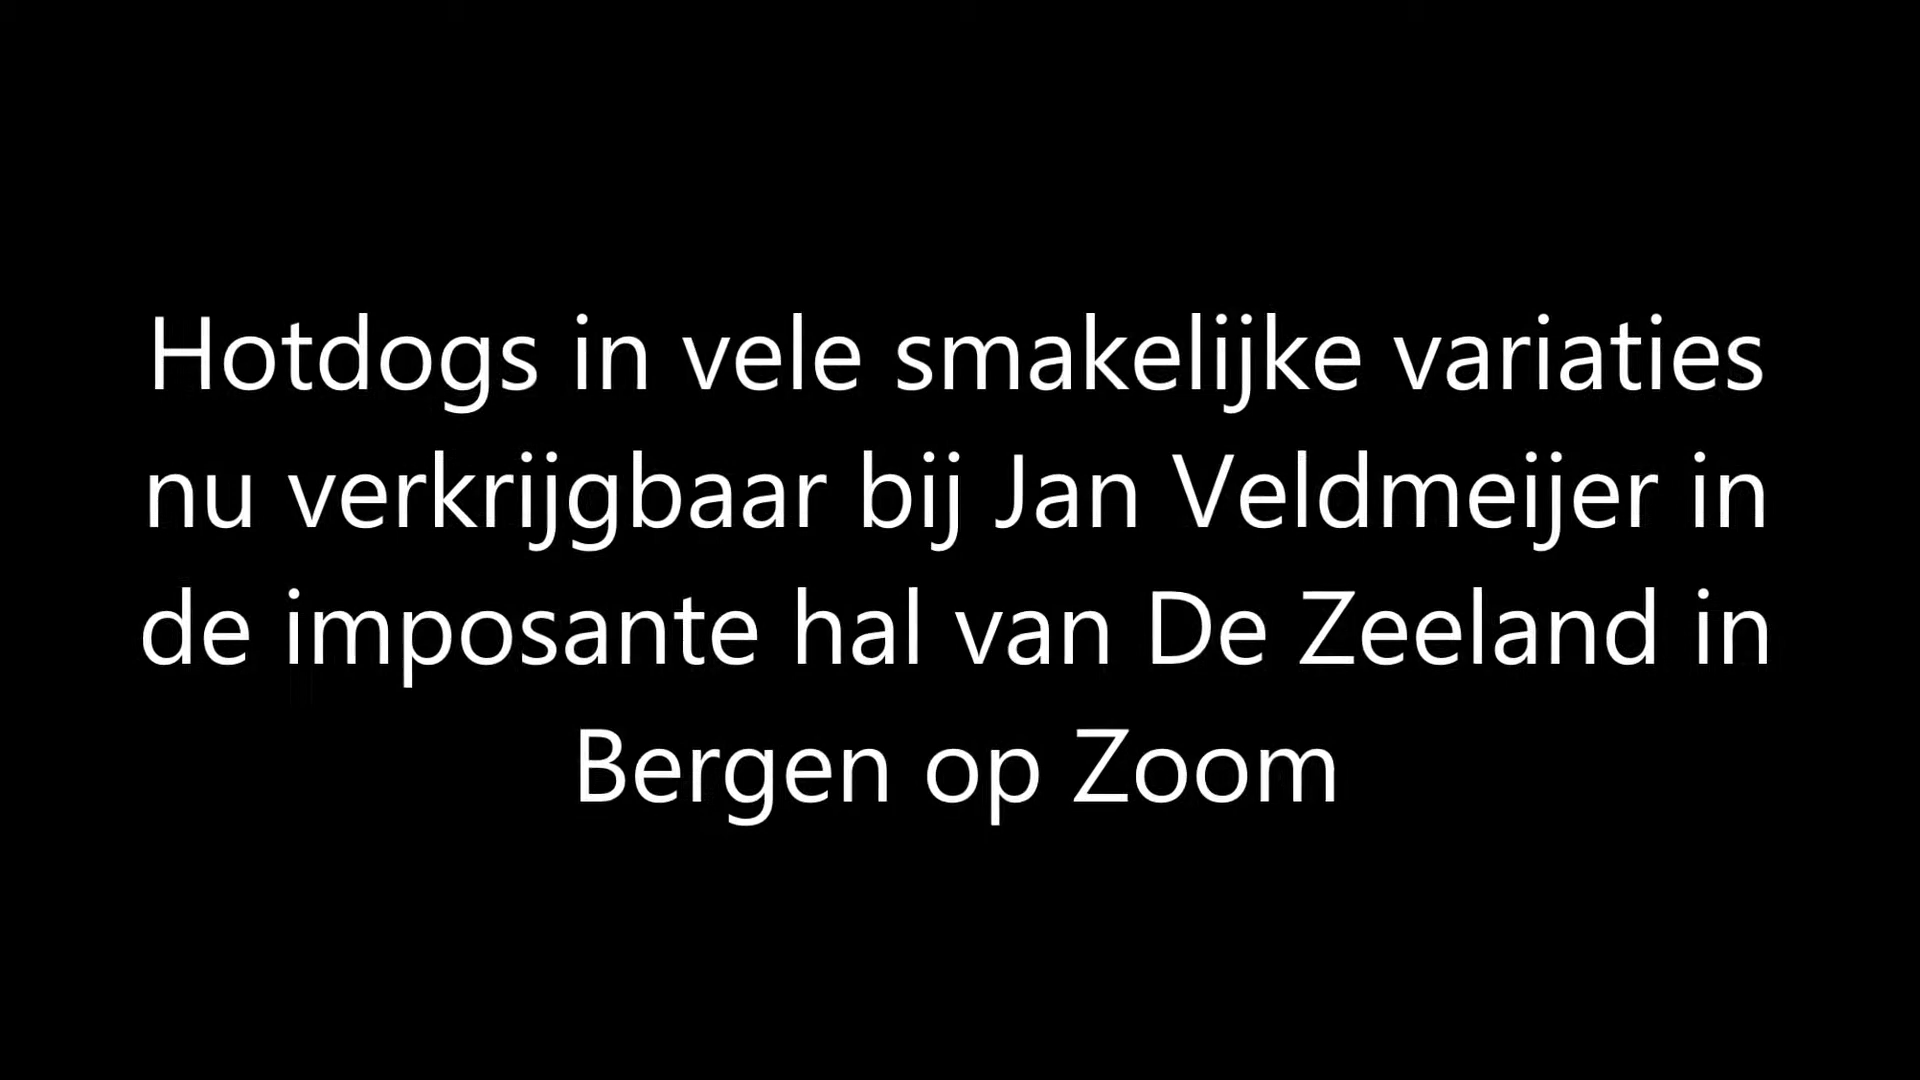 Hotdogs in vele smakelijke variaties
nu verkrijgbaar bij Jan Veldmeijer in
de imposante hal van De Zeeland in
Bergen op Zoom